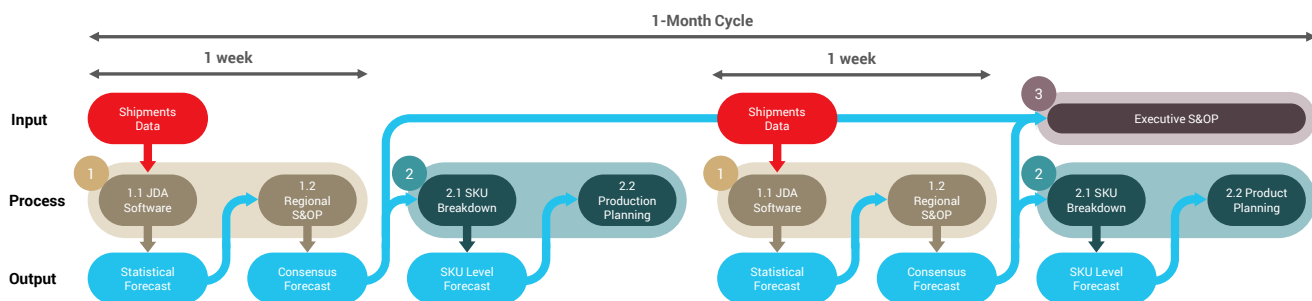 1-Month Cycle
1 week
1 week
Input
Shipments
Data
Shipments
Data
3
Executive S&OP
Process
1
1.1 JDA
Software
1.2
Regional
S&OP
2
2.1 SKU
Breakdown
2.2
Production
Planning
1
1.1 JDA
Software
1.2
Regional
S&OP
2
2.1 SKU
Breakdown
2.2 Product
Planning
Output
Statistical
Forecast
Consensus
Forecast
SKU Level
Forecast
Statistical
Forecast
Consensus
Forecast
SKU Level
Forecast